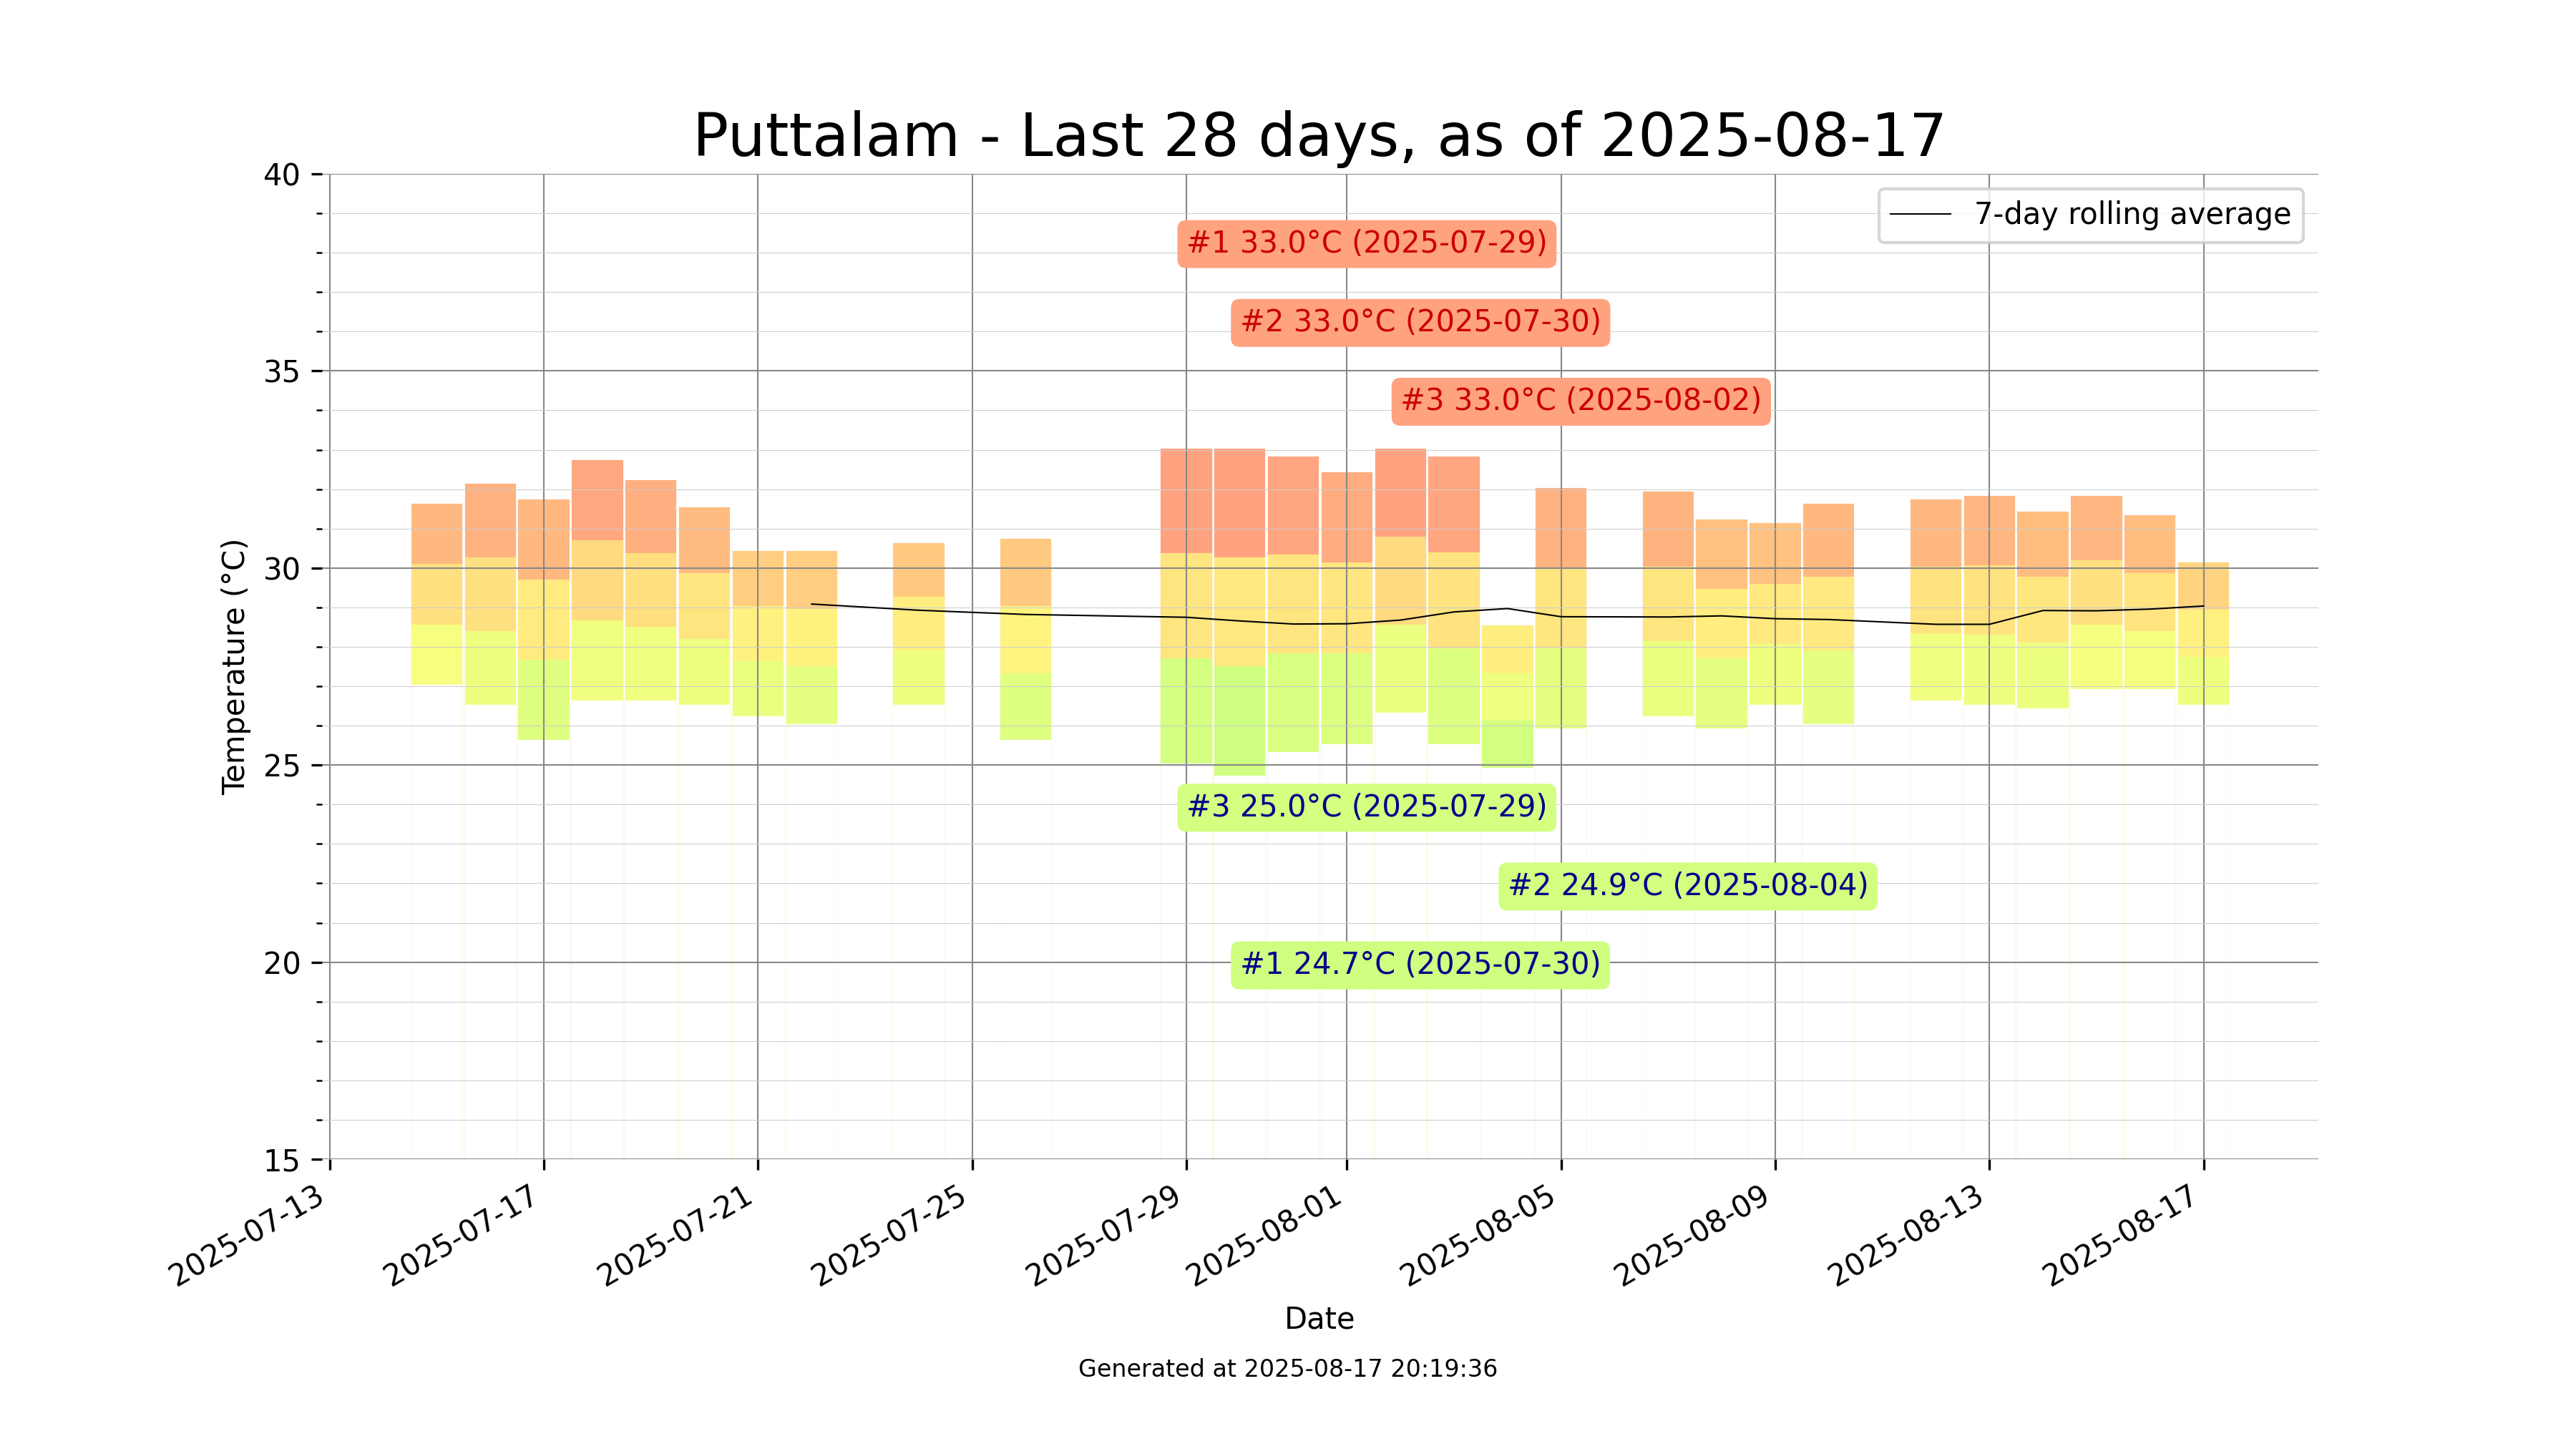 Puttalam - Last 28 days, as of 2025-08-17
7-day rolling average
#1 33.0°C (2025-07-29)
#2 33.0°C (2025-07-30)
#3 33.0°C (2025-08-02)
#3 25.0°C (2025-07-29)
#2 24.9°C (2025-08-04)
#1 24.7°C (2025-07-30)
Temperature (°C)
40
35
30
25
20
15
2025-07-13
2025-07-17
2025-07-21
2025-07-25
2025-07-29
2025-08-01
2025-08-05
2025-08-09
2025-08-13
2025-08-17
Date
Generated at 2025-08-17 20:19:36